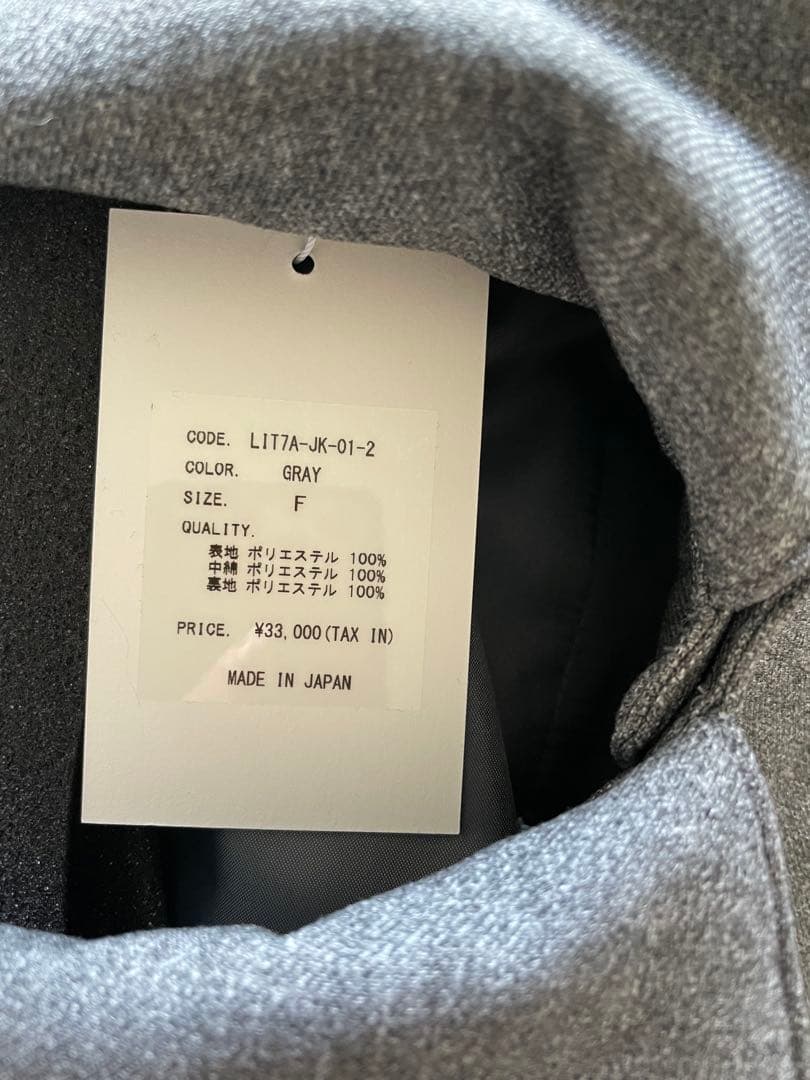 CODE. LIT7A-JK-01-2
COLOR. GRAY
SIZE. F
QUALITY.
表地 ポリエステル 100%
中綿 ポリエステル 100%
裏地 ポリエステル 100%
PRICE. ¥33,000(TAX IN)
MADE IN JAPAN